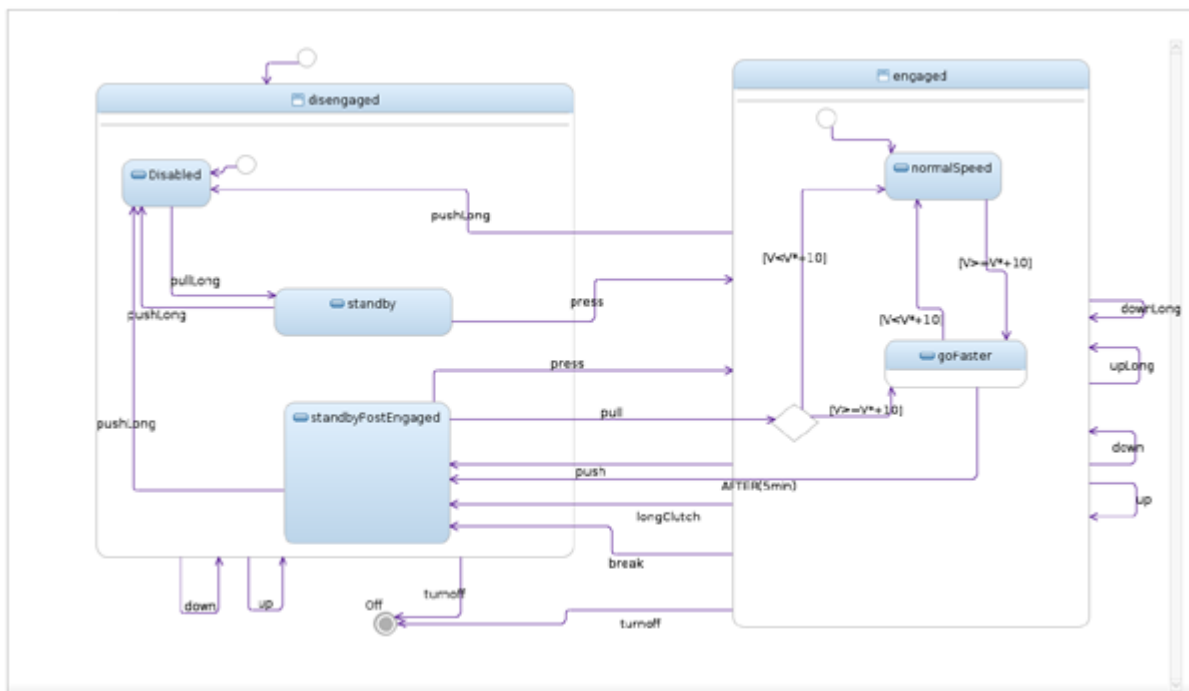 engaged
disengaged
Disabled
normalSpeed
pushLong
[V<V*+10]
[V>=V*+10]
pullLong
standby
press
pushLong
downLong
[V<V*+10]
goFaster
press
upLong
standbyPostEngaged
pull
[V>=V*+10]
pushLong
down
push
AFTER(5min)
up
longClutch
break
down
up
turnoff
Off
turnoff